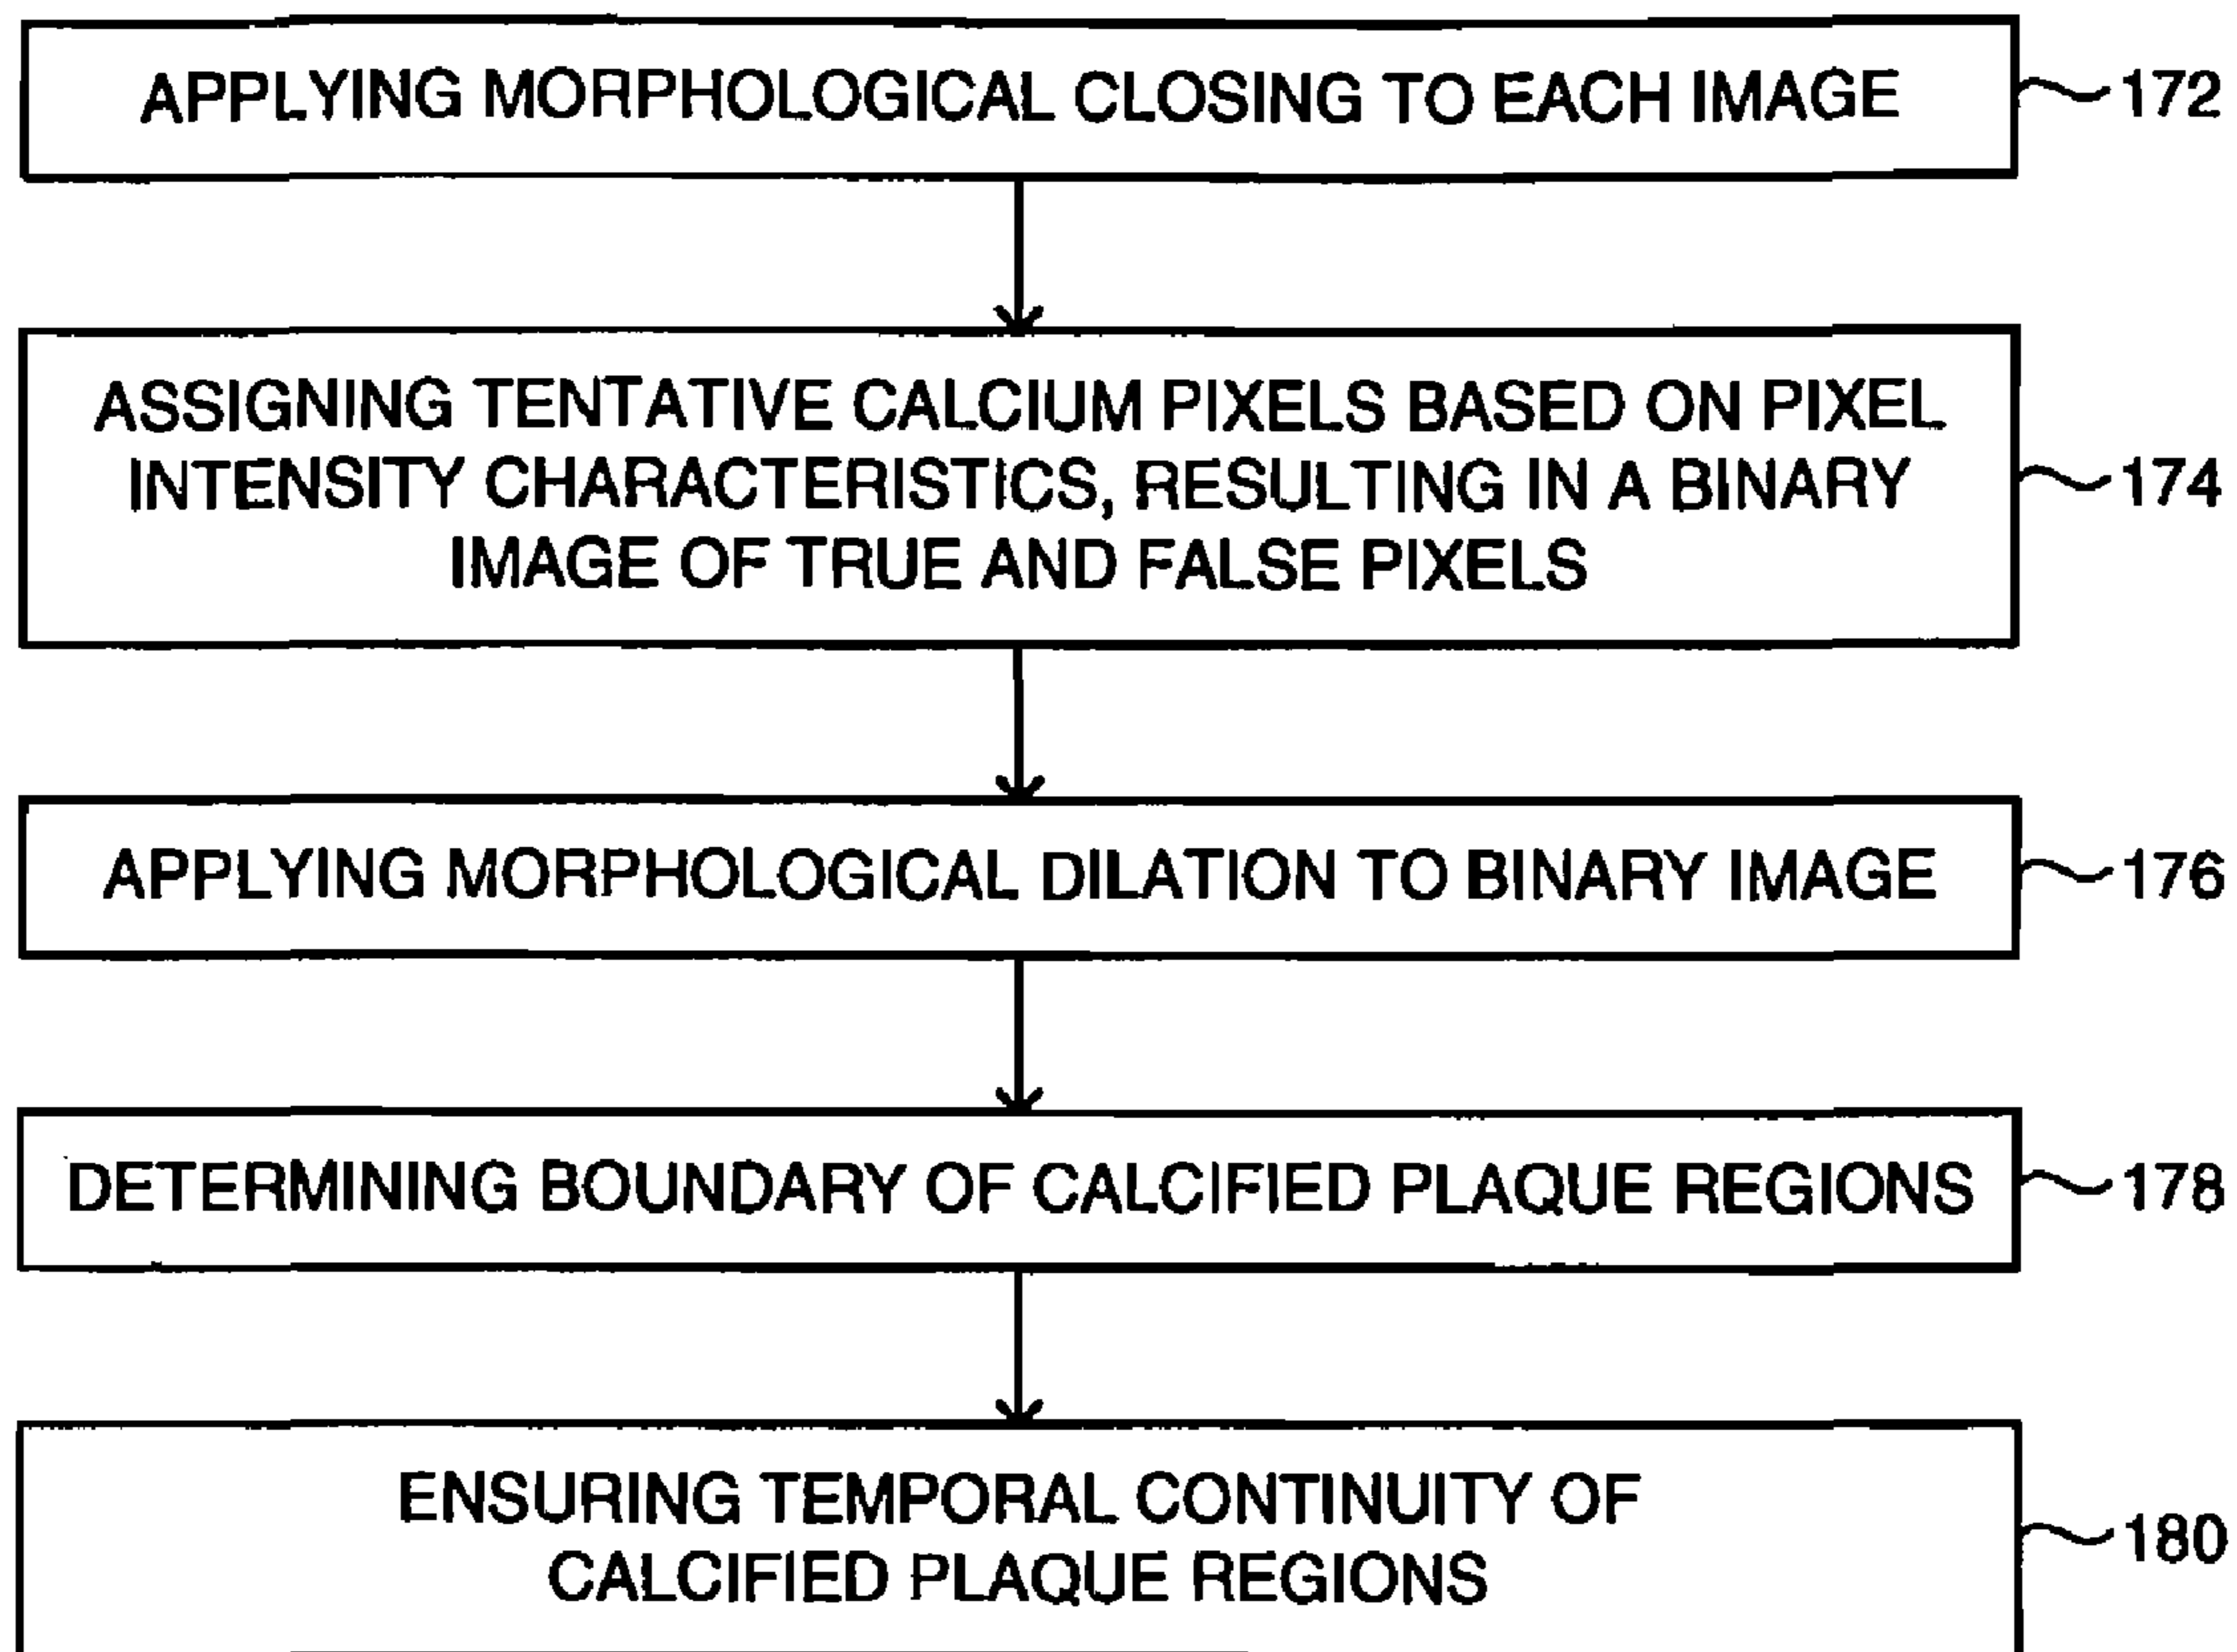 APPLYING MORPHOLOGICAL CLOSING TO EACH IMAGE
172
ASSIGNING TENTATIVE CALCIUM PIXELS BASED ON PIXEL
INTENSITY CHARACTERISTICS, RESULTING IN A BINARY
IMAGE OF TRUE AND FALSE PIXELS
174
APPLYING MORPHOLOGICAL DILATION TO BINARY IMAGE
176
DETERMINING BOUNDARY OF CALCIFIED PLAQUE REGIONS
178
ENSURING TEMPORAL CONTINUITY OF
CALCIFIED PLAQUE REGIONS
180